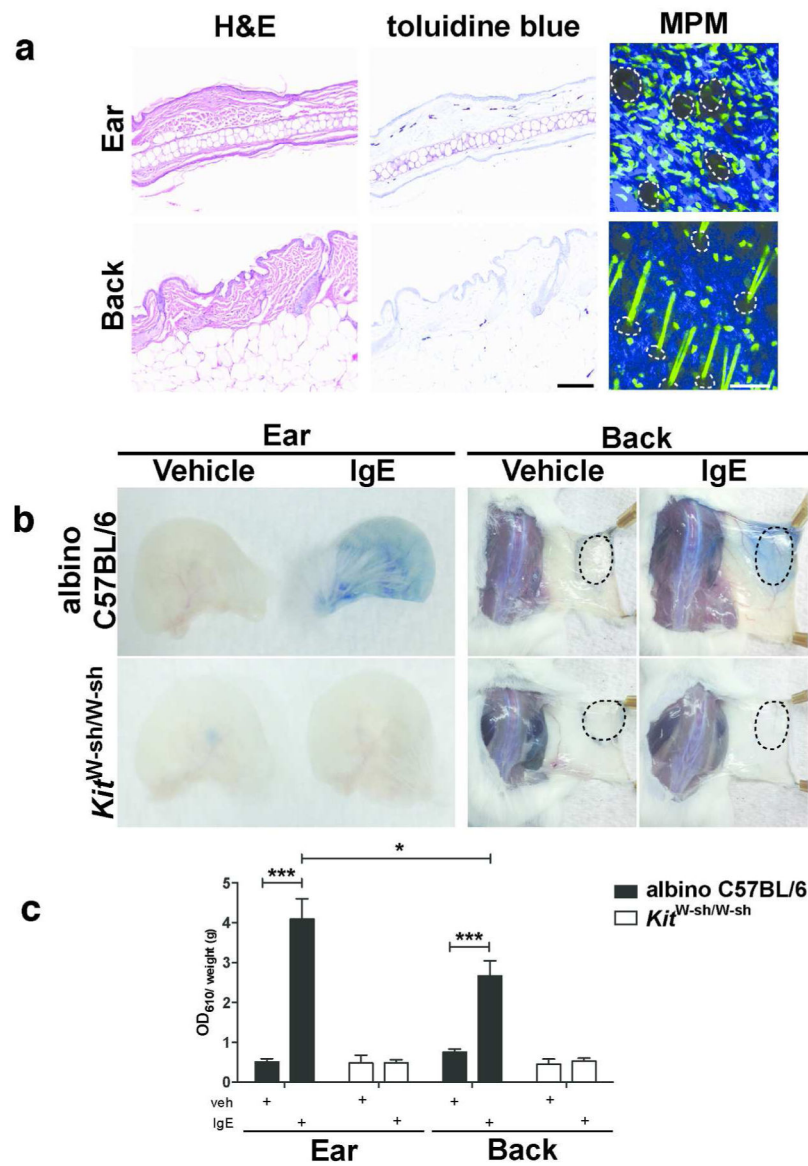 a
H&E toluidine blue MPM
Ear
Back
Ear Back
Vehicle IgE Vehicle IgE
b
albino
C57BL/6
Kit^W-sh/W-sh
c
* 
*** ***
albino C57BL/6
Kit^W-sh/W-sh
OD610/ weight (g)
5
4
3
2
1
0
veh + + + +
IgE + + + +
Ear Back